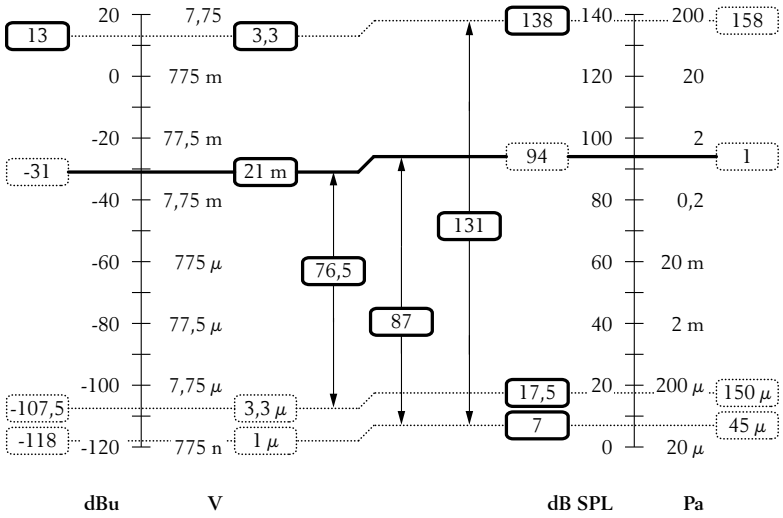 20 7,75 140 200
13 3,3 138 158
0 775 m 120 20
-20 77,5 m 100 2
94 1
-31 21 m
-40 7,75 m 80 0,2
131
-60 775 µ 60 20 m
76,5
87
-80 77,5 µ 40 2 m
-100 7,75 µ 20 200 µ
17,5 150 µ
-107,5 3,3 µ
7 45 µ
-118 1 µ
-120 775 n 0 20 µ
dBu V dB SPL Pa